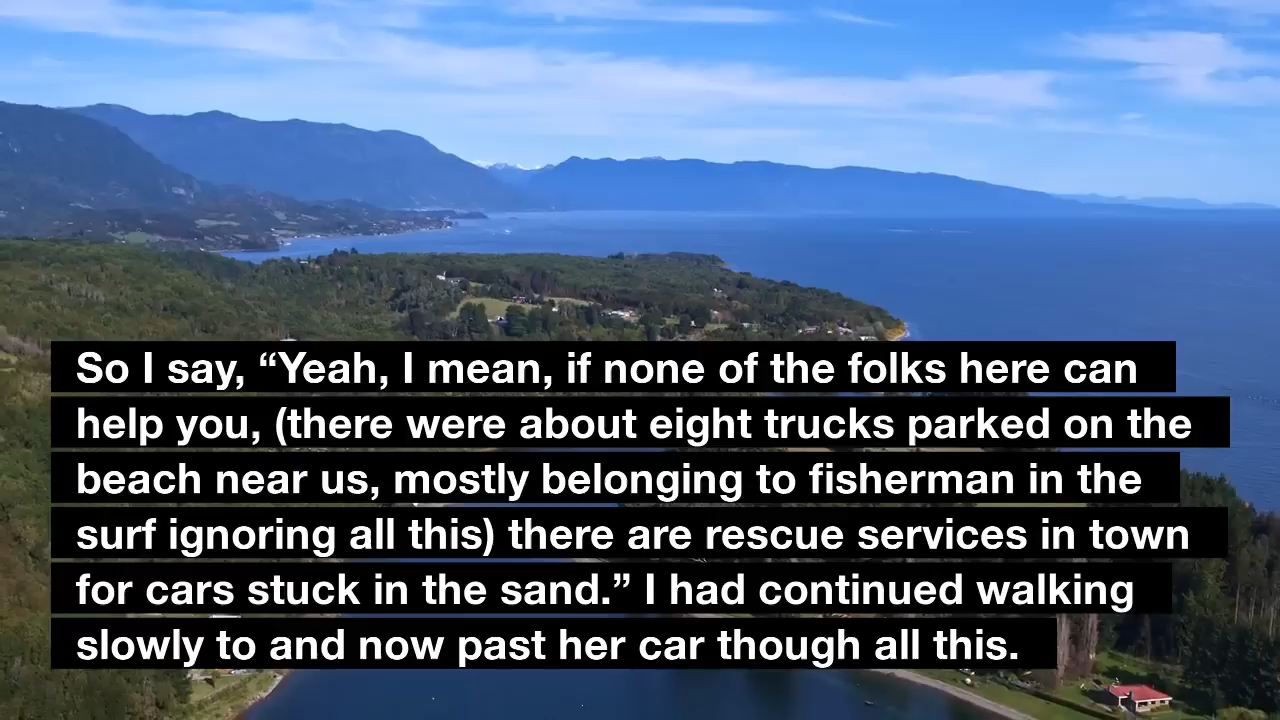 So I say, “Yeah, I mean, if none of the folks here can
help you, (there were about eight trucks parked on the
beach near us, mostly belonging to fisherman in the
surf ignoring all this) there are rescue services in town
for cars stuck in the sand.” I had continued walking
slowly to and now past her car though all this.